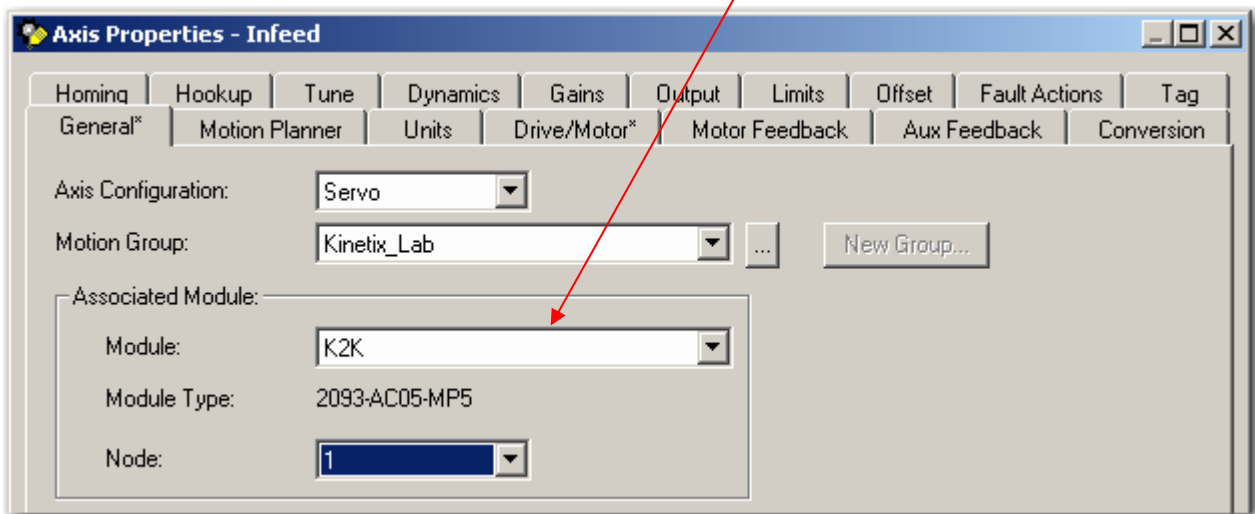 Axis Properties - Infeed
Homing Hookup Tune Dynamics Gains Output Limits Offset Fault Actions Tag
General* Motion Planner Units Drive/Motor* Motor Feedback Aux Feedback Conversion
Axis Configuration: Servo
Motion Group: Kinetix_Lab ... New Group...
Associated Module:
Module: K2K
Module Type: 2093-AC05-MP5
Node: 1